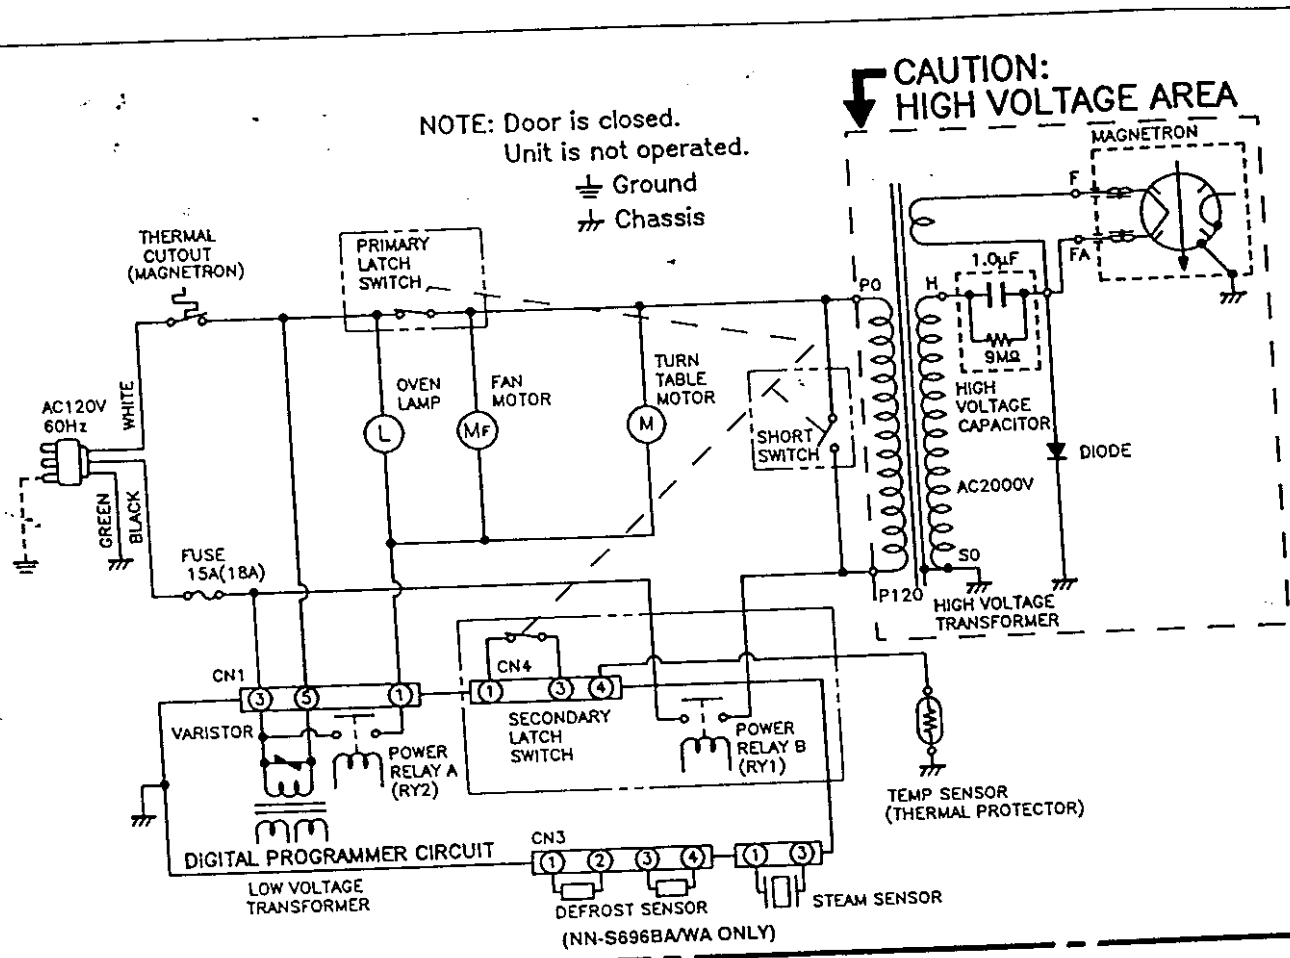 CAUTION:
HIGH VOLTAGE AREA
NOTE: Door is closed.
Unit is not operated.
Ground
Chassis
MAGNETRON
F
FA
THERMAL
CUTOUT
(MAGNETRON)
PRIMARY
LATCH
SWITCH
1.0μF
9MΩ
PO
H
HIGH
VOLTAGE
CAPACITOR
AC2000V
DIODE
SO
P120
HIGH VOLTAGE
TRANSFORMER
AC120V
60Hz
WHITE
GREEN
BLACK
OVEN
LAMP
L
FAN
MOTOR
MF
TURN
TABLE
MOTOR
M
SHORT
SWITCH
FUSE
15A(18A)
CN1
3
5
1
VARISTOR
POWER
RELAY A
(RY2)
CN4
1
3
4
SECONDARY
LATCH
SWITCH
POWER
RELAY B
(RY1)
TEMP SENSOR
(THERMAL PROTECTOR)
DIGITAL PROGRAMMER CIRCUIT
LOW VOLTAGE
TRANSFORMER
CN3
1
2
3
4
1
3
DEFROST SENSOR
(NN-S696BA/WA ONLY)
STEAM SENSOR